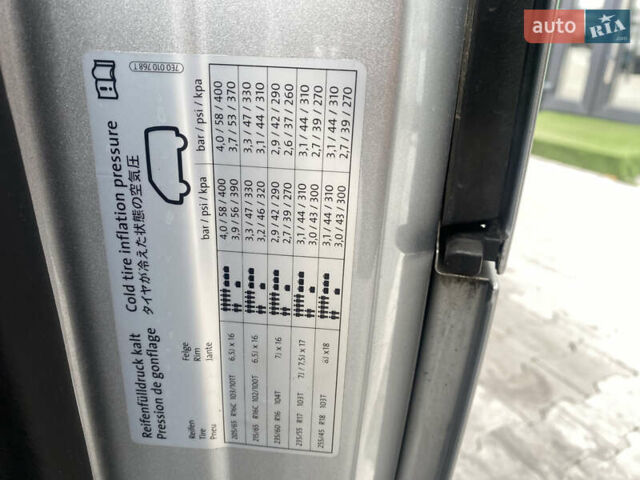 auto RIA
.com
7E0 010 768 T
Reifenfülldruck kalt Cold tire inflation pressure
Pression de gonflage タイヤが冷えた状態の空気圧
Reifen Felge
Tire Rim
Pneu Jante bar / psi / kpa bar / psi / kpa
205/65 R16C 103/101T 6.5J x 16 4,0 / 58 / 400 4,0 / 58 / 400
3,9 / 56 / 390 3,7 / 53 / 370
215/65 R16C 102/100T 6.5J x 16 3,3 / 47 / 330 3,3 / 47 / 330
3,2 / 46 / 320 3,1 / 44 / 310
235/60 R16 104T 7J x 16 2,9 / 42 / 290 2,9 / 42 / 290
2,7 / 39 / 270 2,6 / 37 / 260
235/55 R17 103T 7J / 7.5J x 17 3,1 / 44 / 310 3,1 / 44 / 310
3,0 / 43 / 300 2,7 / 39 / 270
255/45 R18 103T 8J x18 3,1 / 44 / 310 3,1 / 44 / 310
3,0 / 43 / 300 2,7 / 39 / 270